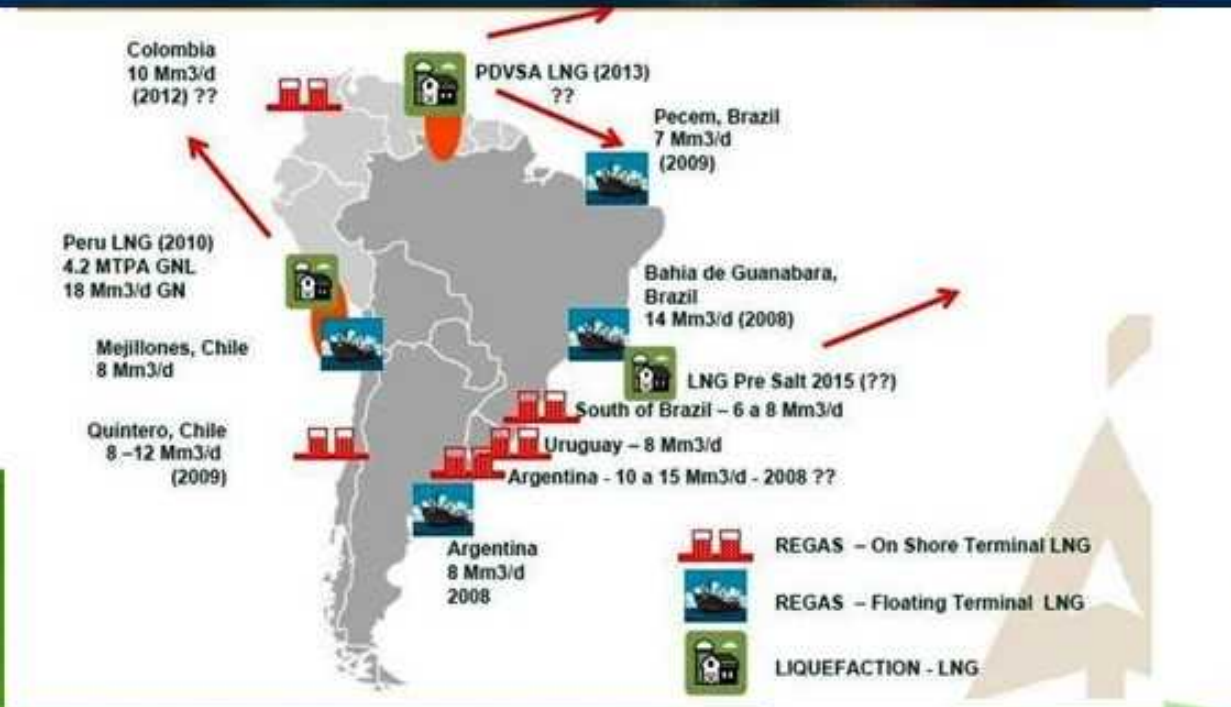 Colombia
10 Mm3/d
(2012) ??
PDVSA LNG (2013)
??
Pecem, Brazil
7 Mm3/d
(2009)
Peru LNG (2010)
4.2 MTPA GNL
18 Mm3/d GN
Bahia de Guanabara,
Brazil
14 Mm3/d (2008)
Mejillones, Chile
8 Mm3/d
LNG Pre Salt 2015 (??)
South of Brazil – 6 a 8 Mm3/d
Quintero, Chile
8 –12 Mm3/d
(2009)
Uruguay – 8 Mm3/d
Argentina - 10 a 15 Mm3/d - 2008 ??
Argentina
8 Mm3/d
2008
REGAS – On Shore Terminal LNG
REGAS – Floating Terminal LNG
LIQUEFACTION - LNG